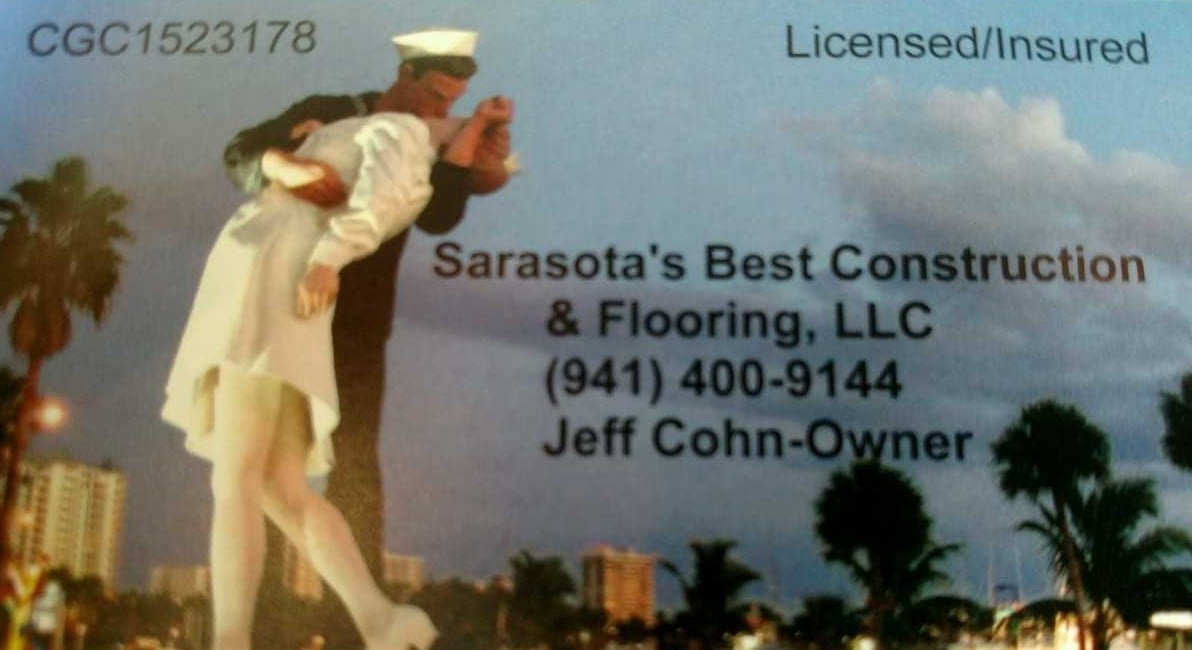 CGC1523178
Licensed/Insured
Sarasota's Best Construction
& Flooring, LLC
(941) 400-9144
Jeff Cohn-Owner